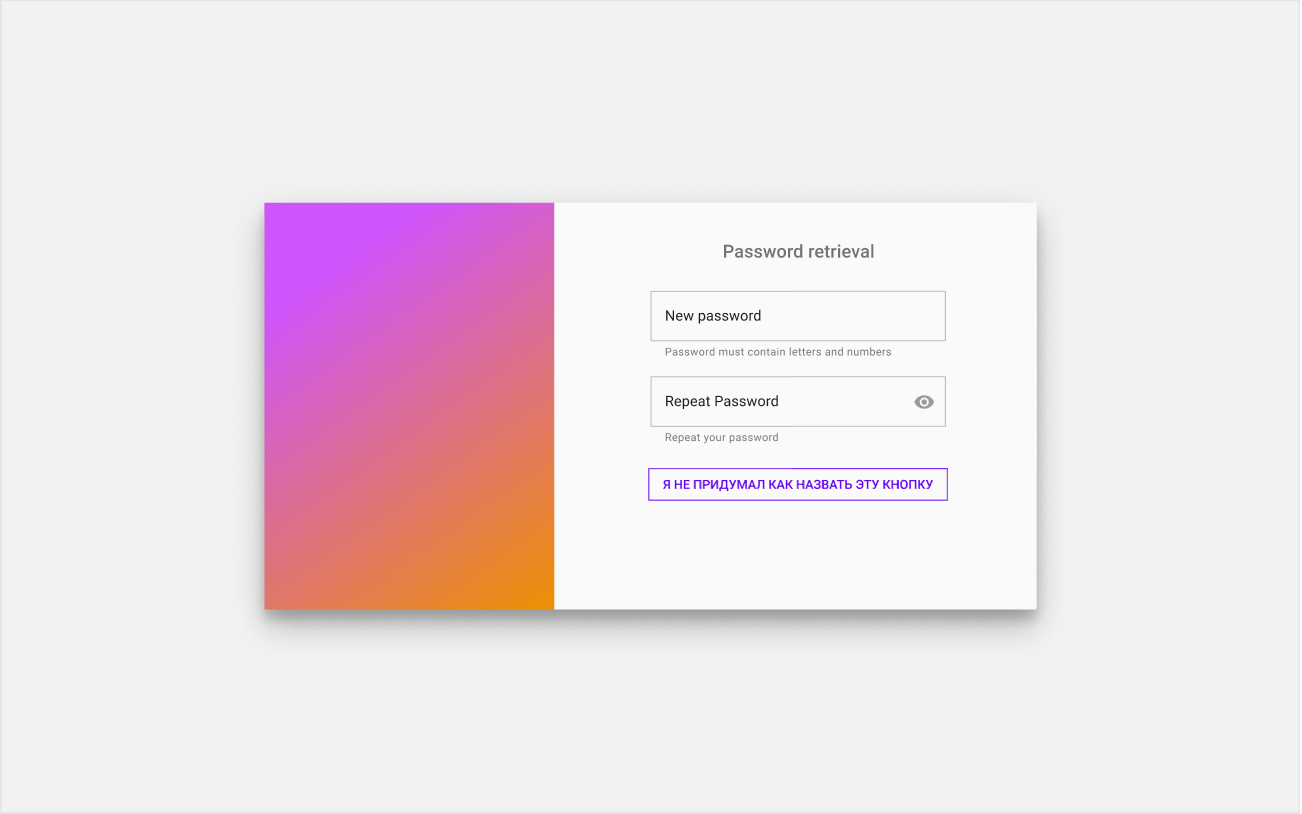 Password retrieval
New password
Password must contain letters and numbers
Repeat Password
Repeat your password
Я НЕ ПРИДУМАЛ КАК НАЗВАТЬ ЭТУ КНОПКУ